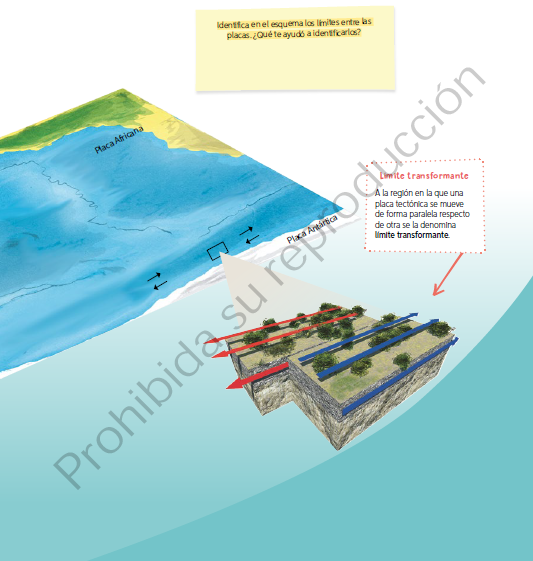 Identifica en el esquema los límites entre las
placas. ¿Qué te ayudó a identificarlos?
Placa Africana
Placa Antártica
Límite transformante
A la región en la que una
placa tectónica se mueve
de forma paralela respecto
de otra se la denomina
límite transformante.
Prohibida su reproducción